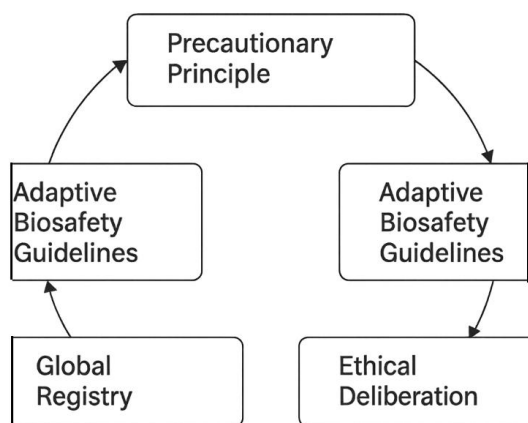 Precautionary
Principle
Adaptive
Biosafety
Guidelines
Adaptive
Biosafety
Guidelines
Global
Registry
Ethical
Deliberation